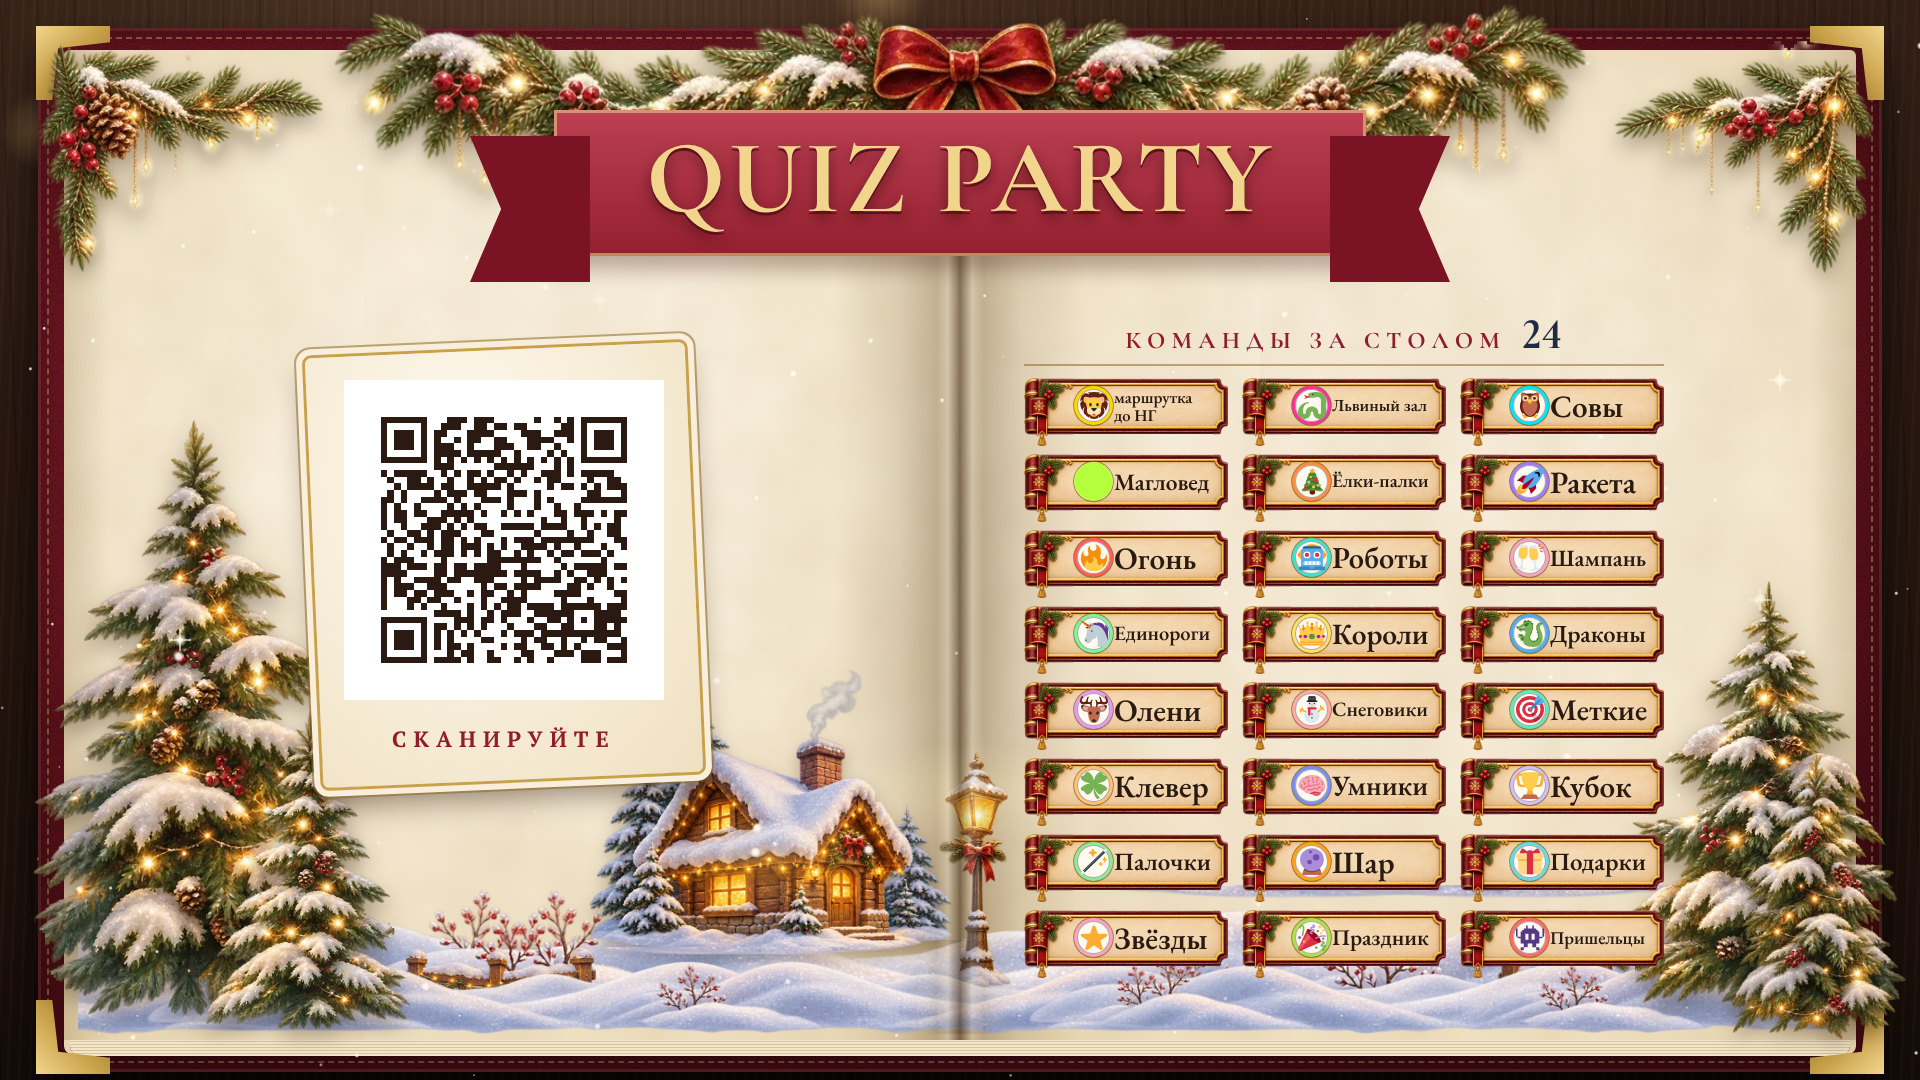 QUIZ PARTY
СКАНИРУЙТЕ
КОМАНДЫ ЗА СТОЛОМ 24
маршрутка
до НГ
Львиный зал
Совы
Магловед
Ёлки-палки
Ракета
Огонь
Роботы
Шампань
Единороги
Короли
Драконы
Олени
Снеговики
Меткие
Клевер
Умники
Кубок
Палочки
Шар
Подарки
Звёзды
Праздник
Пришельцы